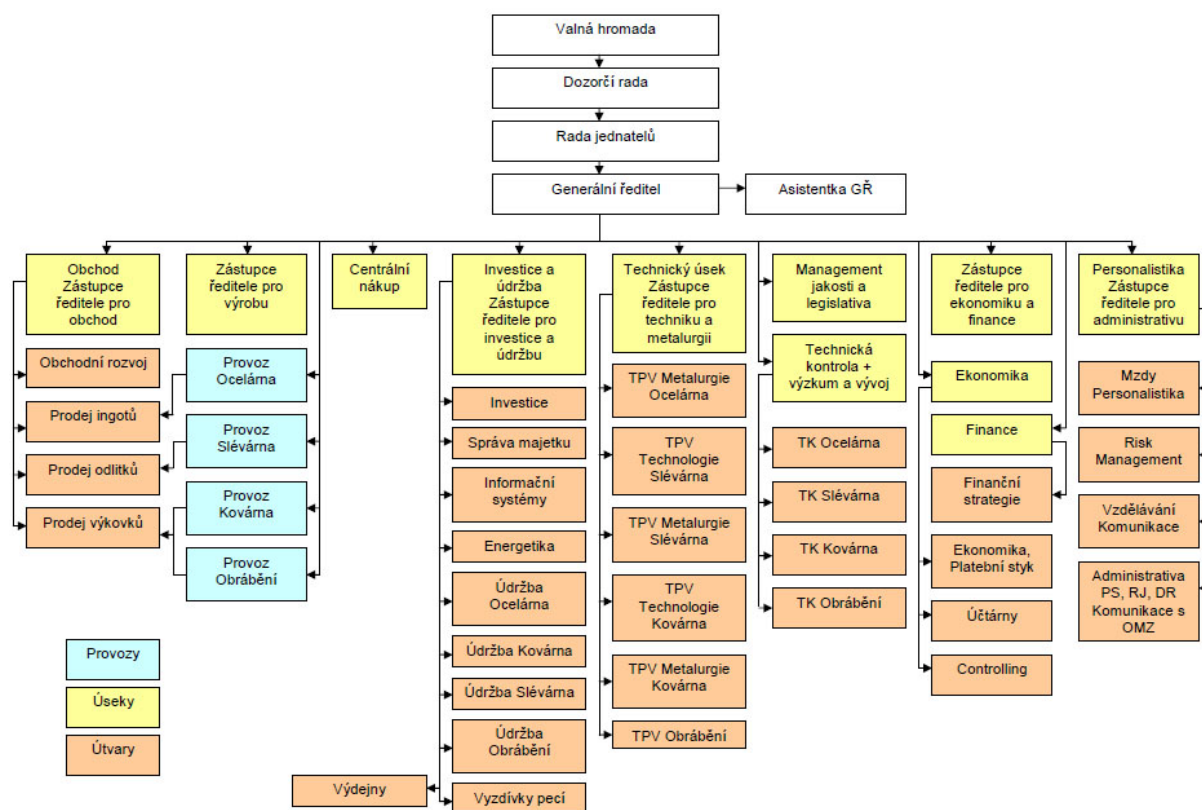 Valná hromada
Dozorčí rada
Rada jednatelů
Generální ředitel
Asistentka GŘ
Obchod
Zástupce
ředitele pro
obchod
Zástupce
ředitele pro
výrobu
Centrální
nákup
Investice a
údržba
Zástupce
ředitele pro
investice a
údržbu
Technický úsek
Zástupce
ředitele pro
techniku a
metalurgii
Management
jakosti a
legislativa
Zástupce
ředitele pro
ekonomiku a
finance
Personalistika
Zástupce
ředitele pro
administrativu
Obchodní rozvoj
Prodej ingotů
Prodej odlitků
Prodej výkovků
Provoz
Ocelárna
Provoz
Slévárna
Provoz
Kovárna
Provoz
Obrábění
Investice
Správa majetku
Informační
systémy
Energetika
Údržba
Ocelárna
Údržba Kovárna
Údržba Slévárna
Údržba
Obrábění
Vyzdívky pecí
Výdejny
TPV Metalurgie
Ocelárna
TPV
Technologie
Slévárna
TPV Metalurgie
Slévárna
TPV
Technologie
Kovárna
TPV Metalurgie
Kovárna
TPV Obrábění
Technická
kontrola +
výzkum a vývoj
TK Ocelárna
TK Slévárna
TK Kovárna
TK Obrábění
Ekonomika
Finance
Finanční
strategie
Ekonomika,
Platební styk
Účtárny
Controlling
Mzdy
Personalistika
Risk
Management
Vzdělávání
Komunikace
Administrativa
PS, RJ, DR
Komunikace s
OMZ
Provozy
Úseky
Útvary